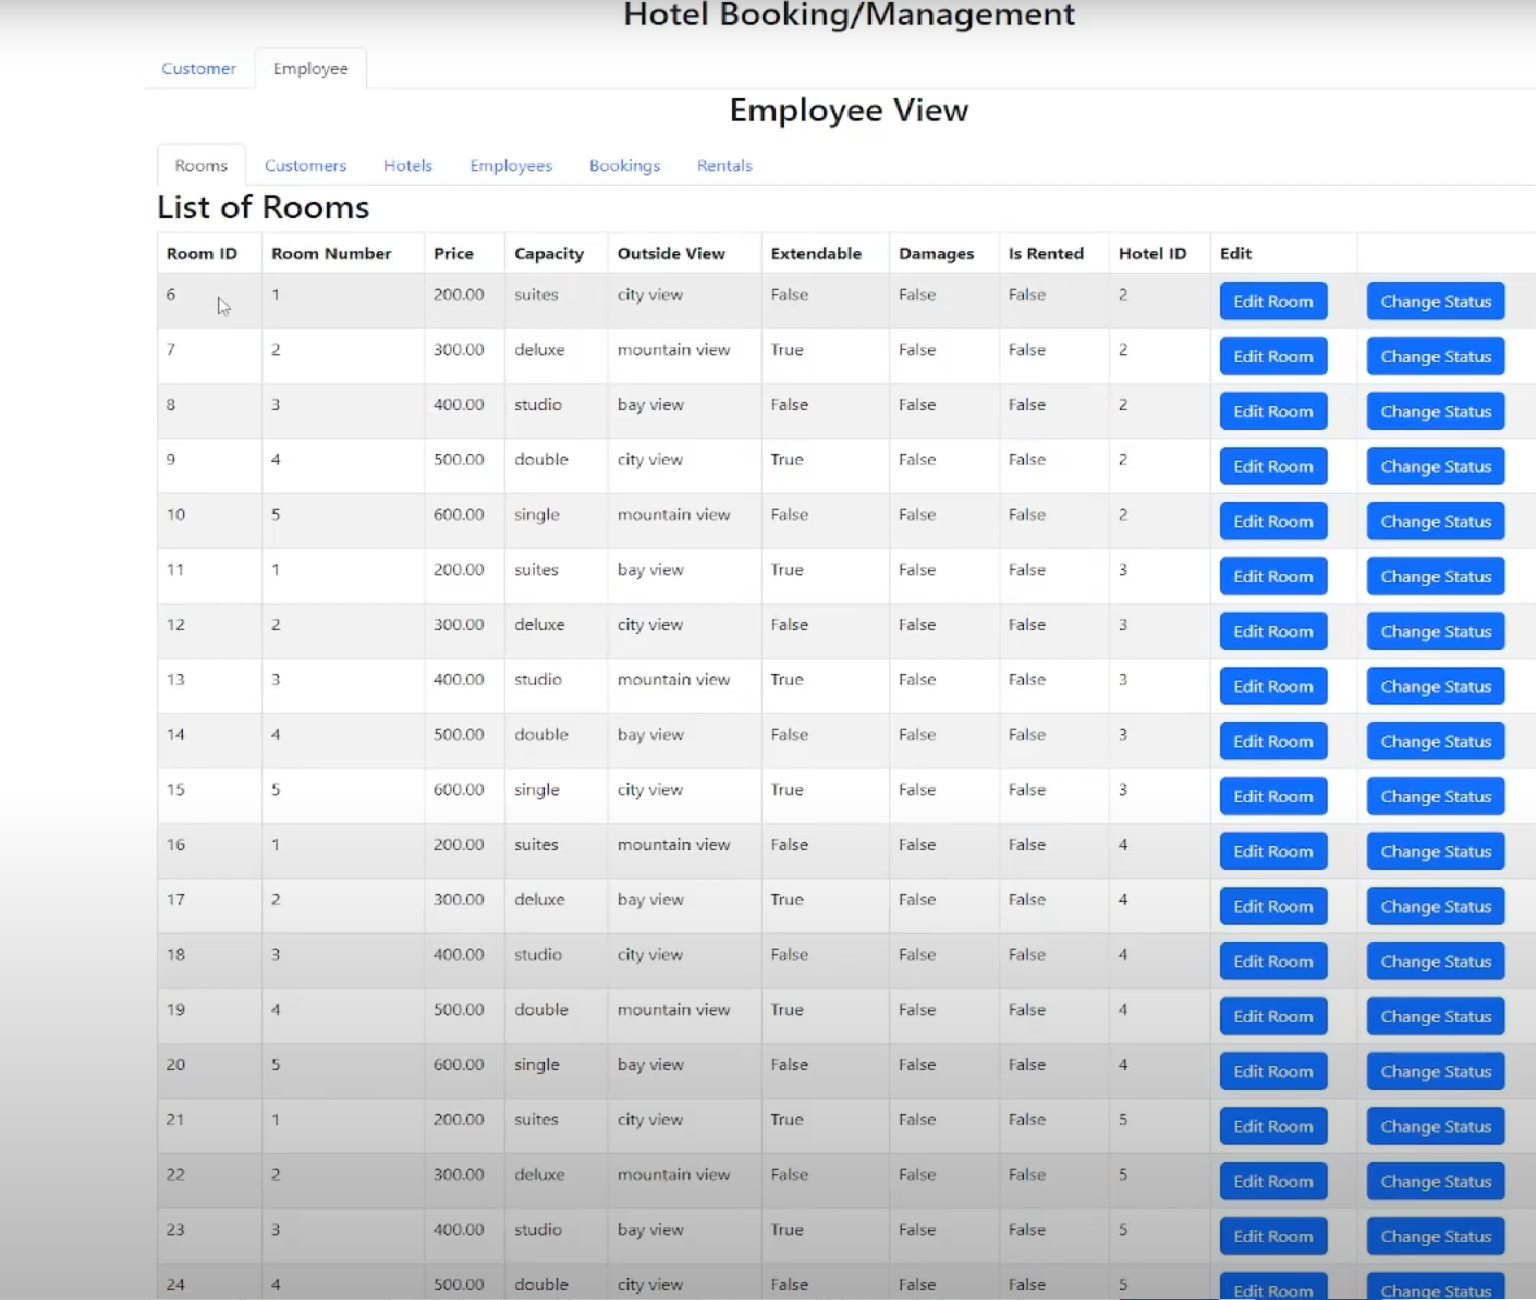 Hotel Booking/Management
Customer Employee
Employee View
Rooms Customers Hotels Employees Bookings Rentals
List of Rooms
Room ID Room Number Price Capacity Outside View Extendable Damages Is Rented Hotel ID Edit
6 1 200.00 suites city view False False False 2 Edit Room Change Status
7 2 300.00 deluxe mountain view True False False 2 Edit Room Change Status
8 3 400.00 studio bay view False False False 2 Edit Room Change Status
9 4 500.00 double city view True False False 2 Edit Room Change Status
10 5 600.00 single mountain view False False False 2 Edit Room Change Status
11 1 200.00 suites bay view True False False 3 Edit Room Change Status
12 2 300.00 deluxe city view False False False 3 Edit Room Change Status
13 3 400.00 studio mountain view True False False 3 Edit Room Change Status
14 4 500.00 double bay view False False False 3 Edit Room Change Status
15 5 600.00 single city view True False False 3 Edit Room Change Status
16 1 200.00 suites mountain view False False False 4 Edit Room Change Status
17 2 300.00 deluxe bay view True False False 4 Edit Room Change Status
18 3 400.00 studio city view False False False 4 Edit Room Change Status
19 4 500.00 double mountain view True False False 4 Edit Room Change Status
20 5 600.00 single bay view False False False 4 Edit Room Change Status
21 1 200.00 suites city view True False False 5 Edit Room Change Status
22 2 300.00 deluxe mountain view False False False 5 Edit Room Change Status
23 3 400.00 studio bay view True False False 5 Edit Room Change Status
24 4 500.00 double city view False False False 5 Edit Room Change Status